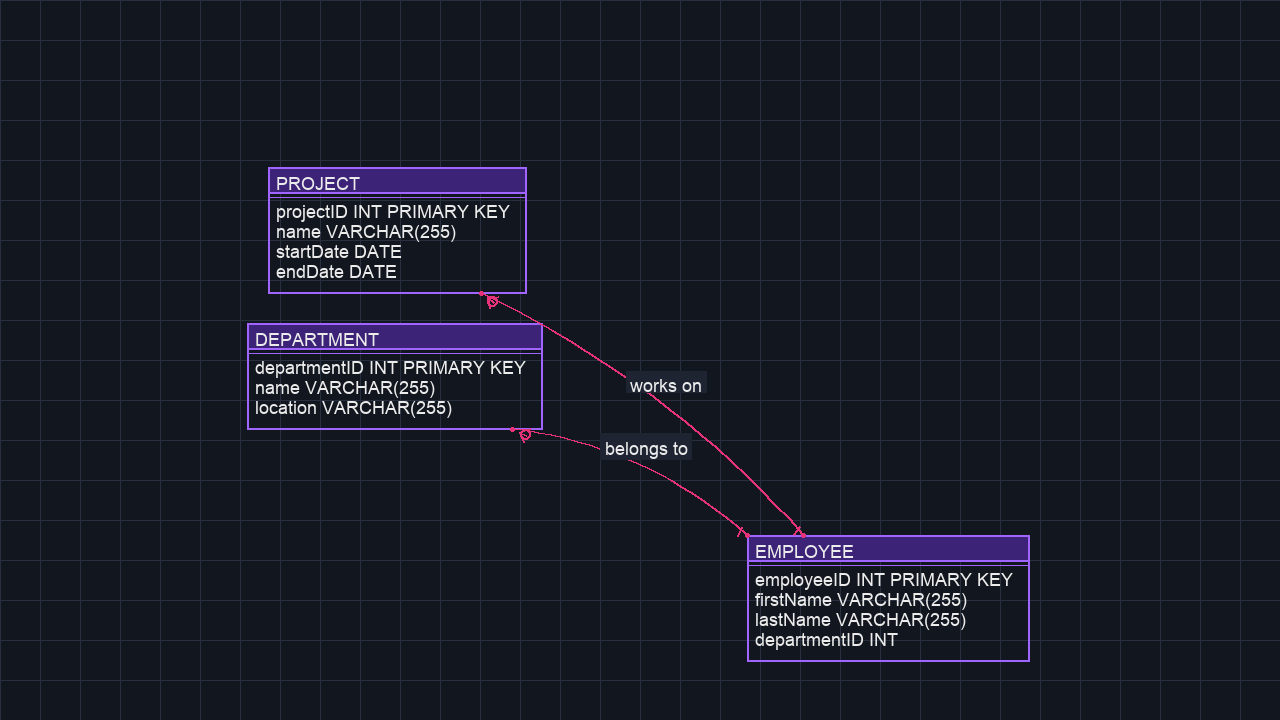 PROJECT
projectID INT PRIMARY KEY
name VARCHAR(255)
startDate DATE
endDate DATE
DEPARTMENT
departmentID INT PRIMARY KEY
name VARCHAR(255)
location VARCHAR(255)
works on
belongs to
EMPLOYEE
employeeID INT PRIMARY KEY
firstName VARCHAR(255)
lastName VARCHAR(255)
departmentID INT